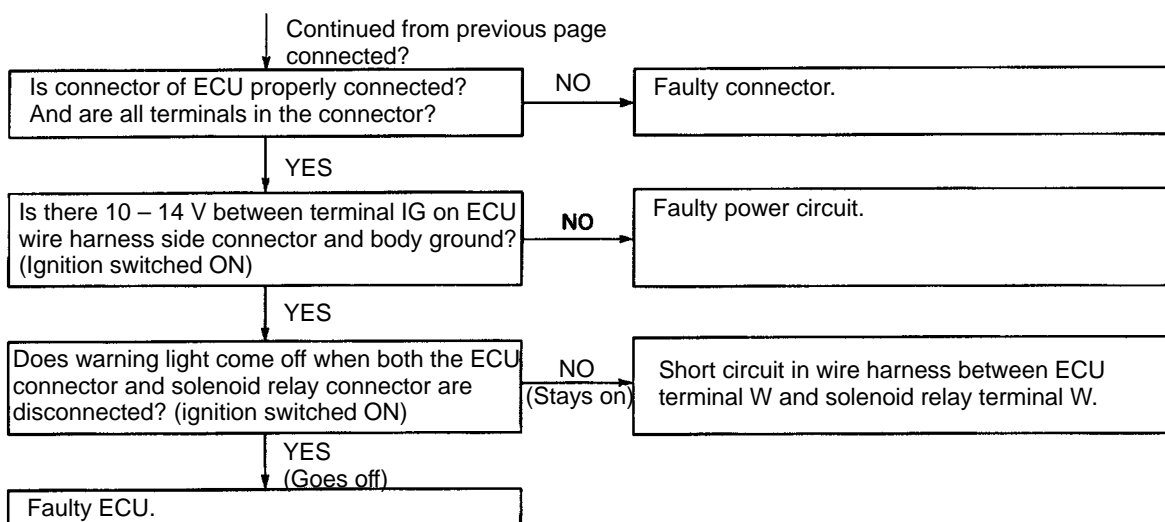 Continued from previous page
connected?
Is connector of ECU properly connected?
And are all terminals in the connector?
NO
Faulty connector.
YES
Is there 10 – 14 V between terminal IG on ECU
wire harness side connector and body ground?
(Ignition switched ON)
NO
Faulty power circuit.
YES
Does warning light come off when both the ECU
connector and solenoid relay connector are
disconnected? (ignition switched ON)
NO
(Stays on)
Short circuit in wire harness between ECU
terminal W and solenoid relay terminal W.
YES
(Goes off)
Faulty ECU.